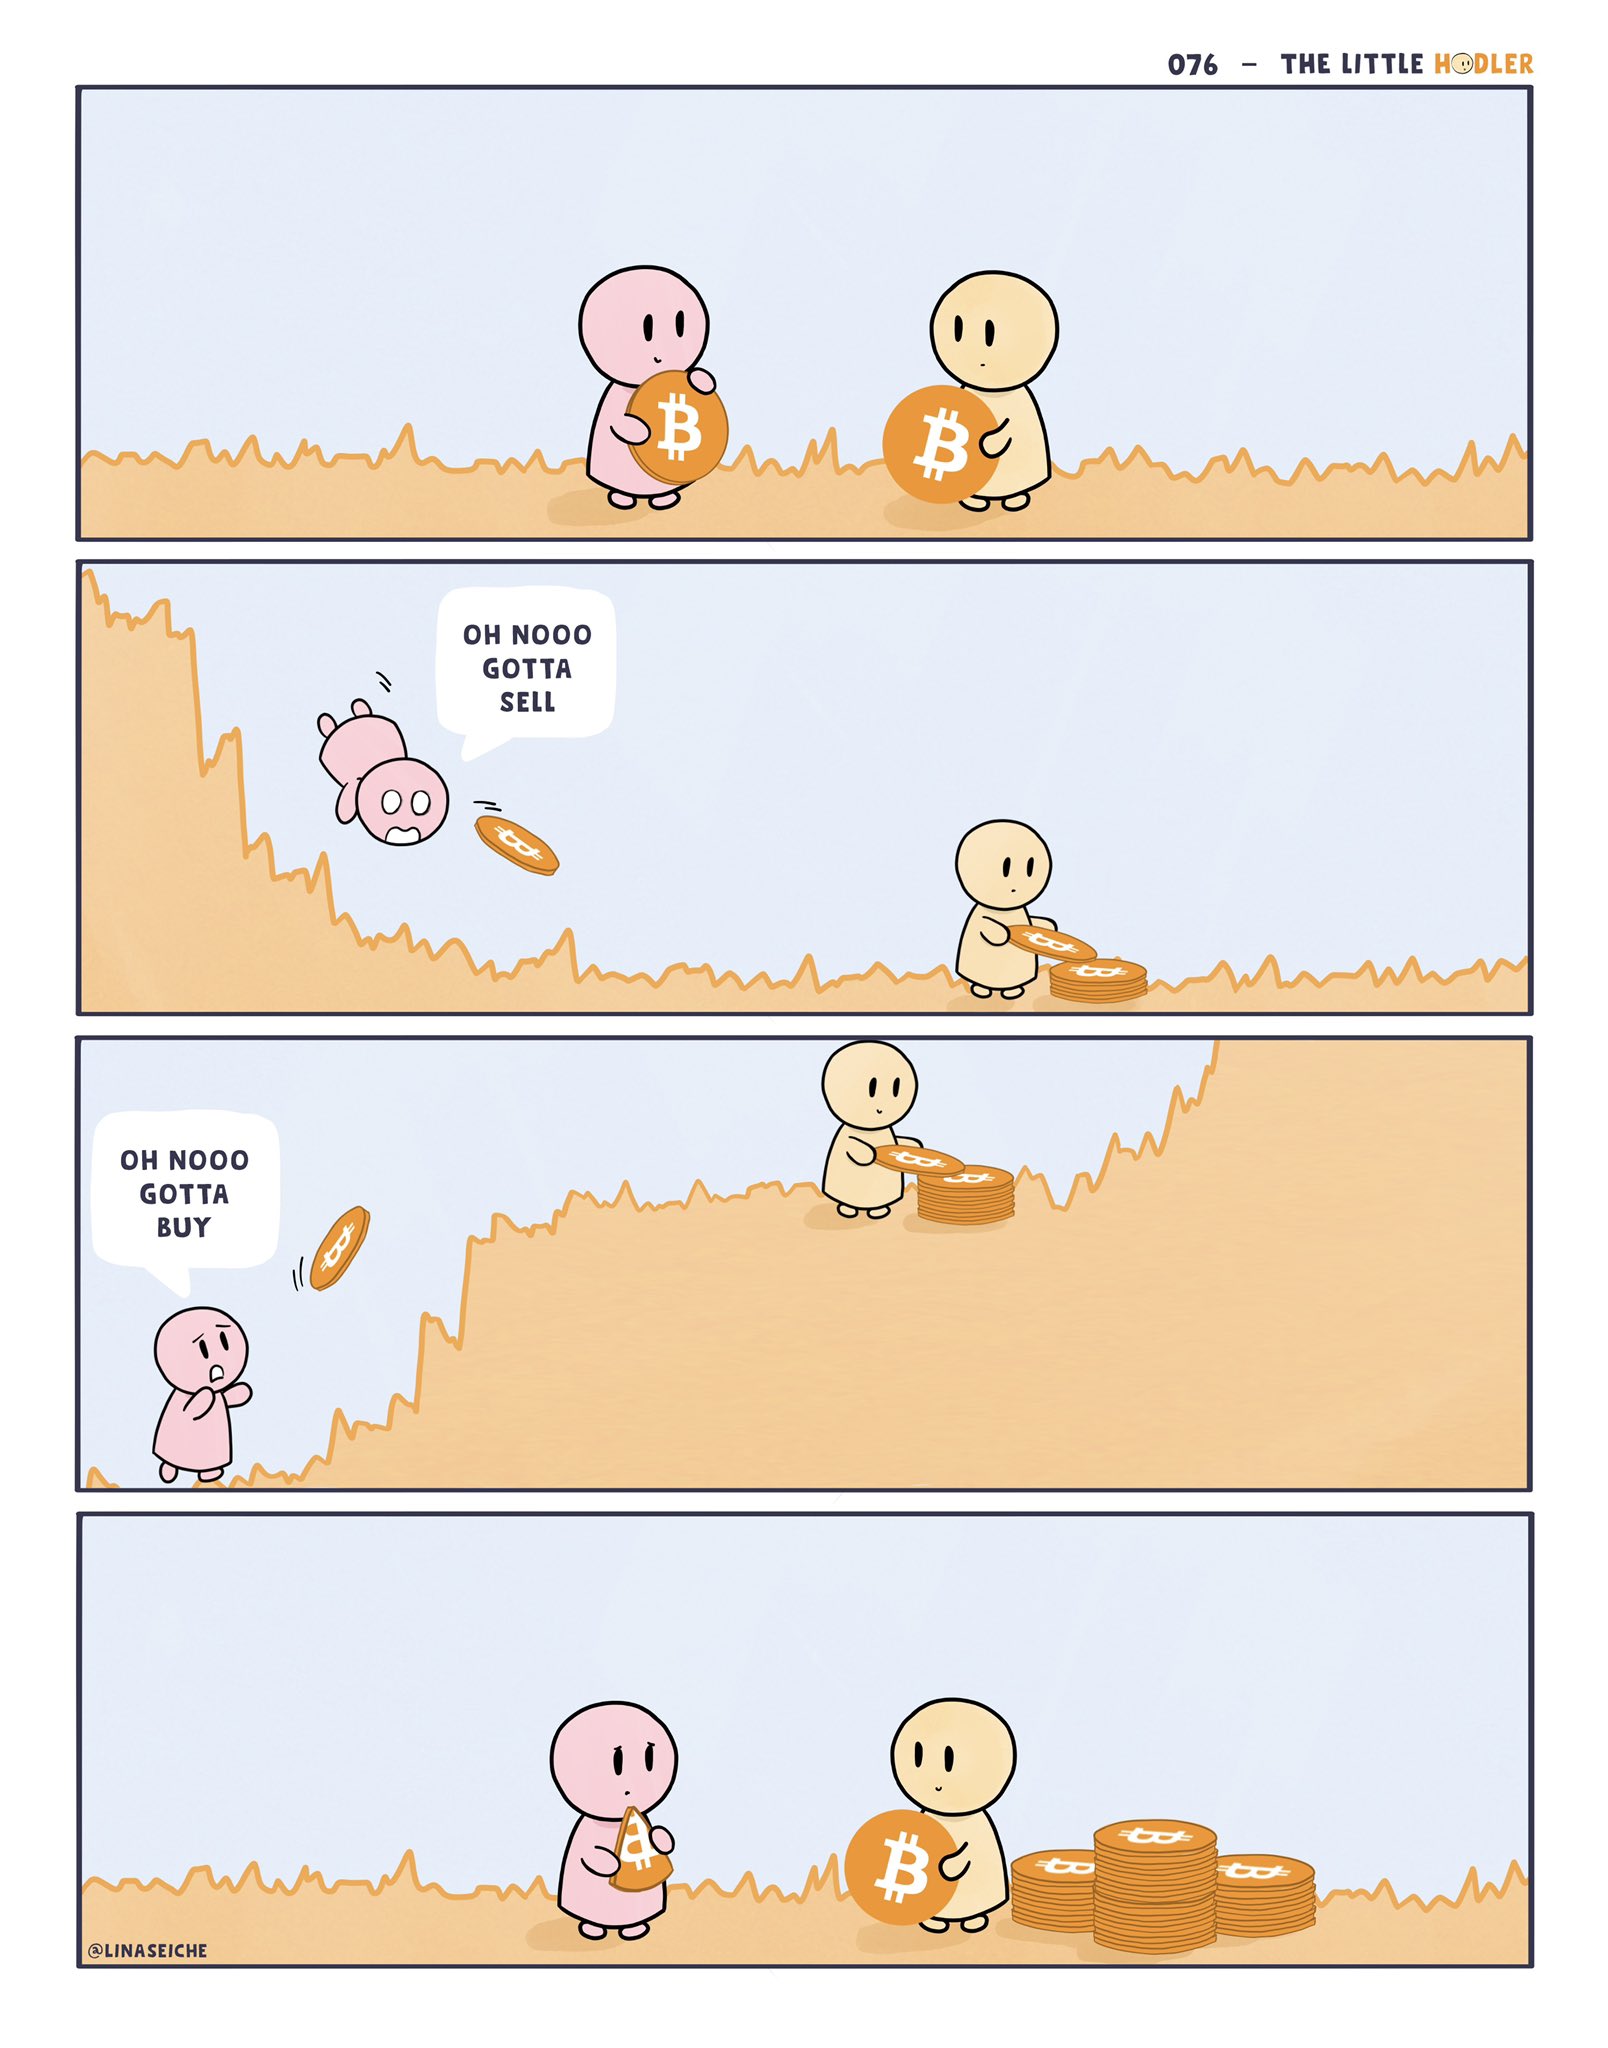 076 - THE LITTLE HODLER
OH NOOO
GOTTA
SELL
OH NOOO
GOTTA
BUY
@LINASEICHE